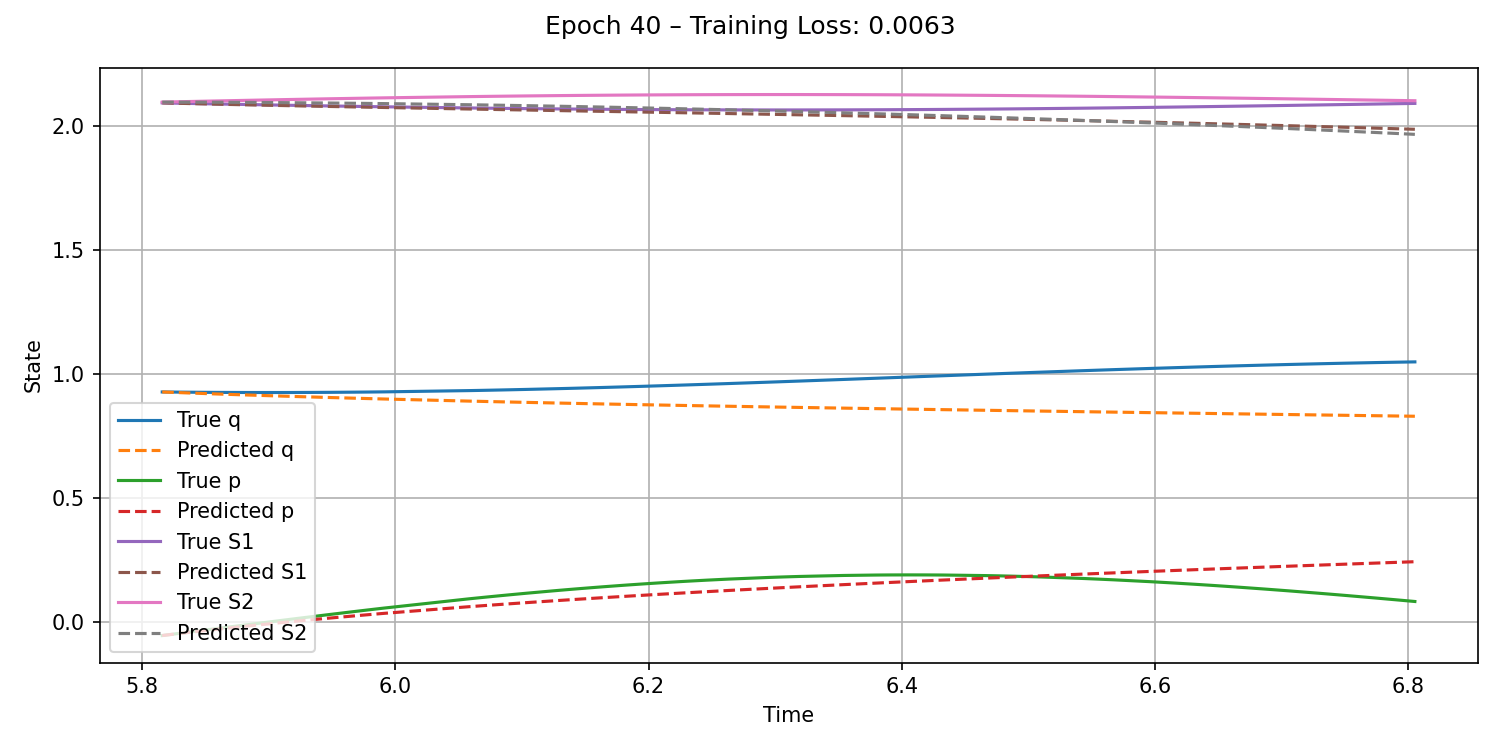 Epoch 40 – Training Loss: 0.0063
State
2.0
1.5
1.0
0.5
0.0
True q
Predicted q
True p
Predicted p
True S1
Predicted S1
True S2
Predicted S2
5.8 6.0 6.2 6.4 6.6 6.8
Time